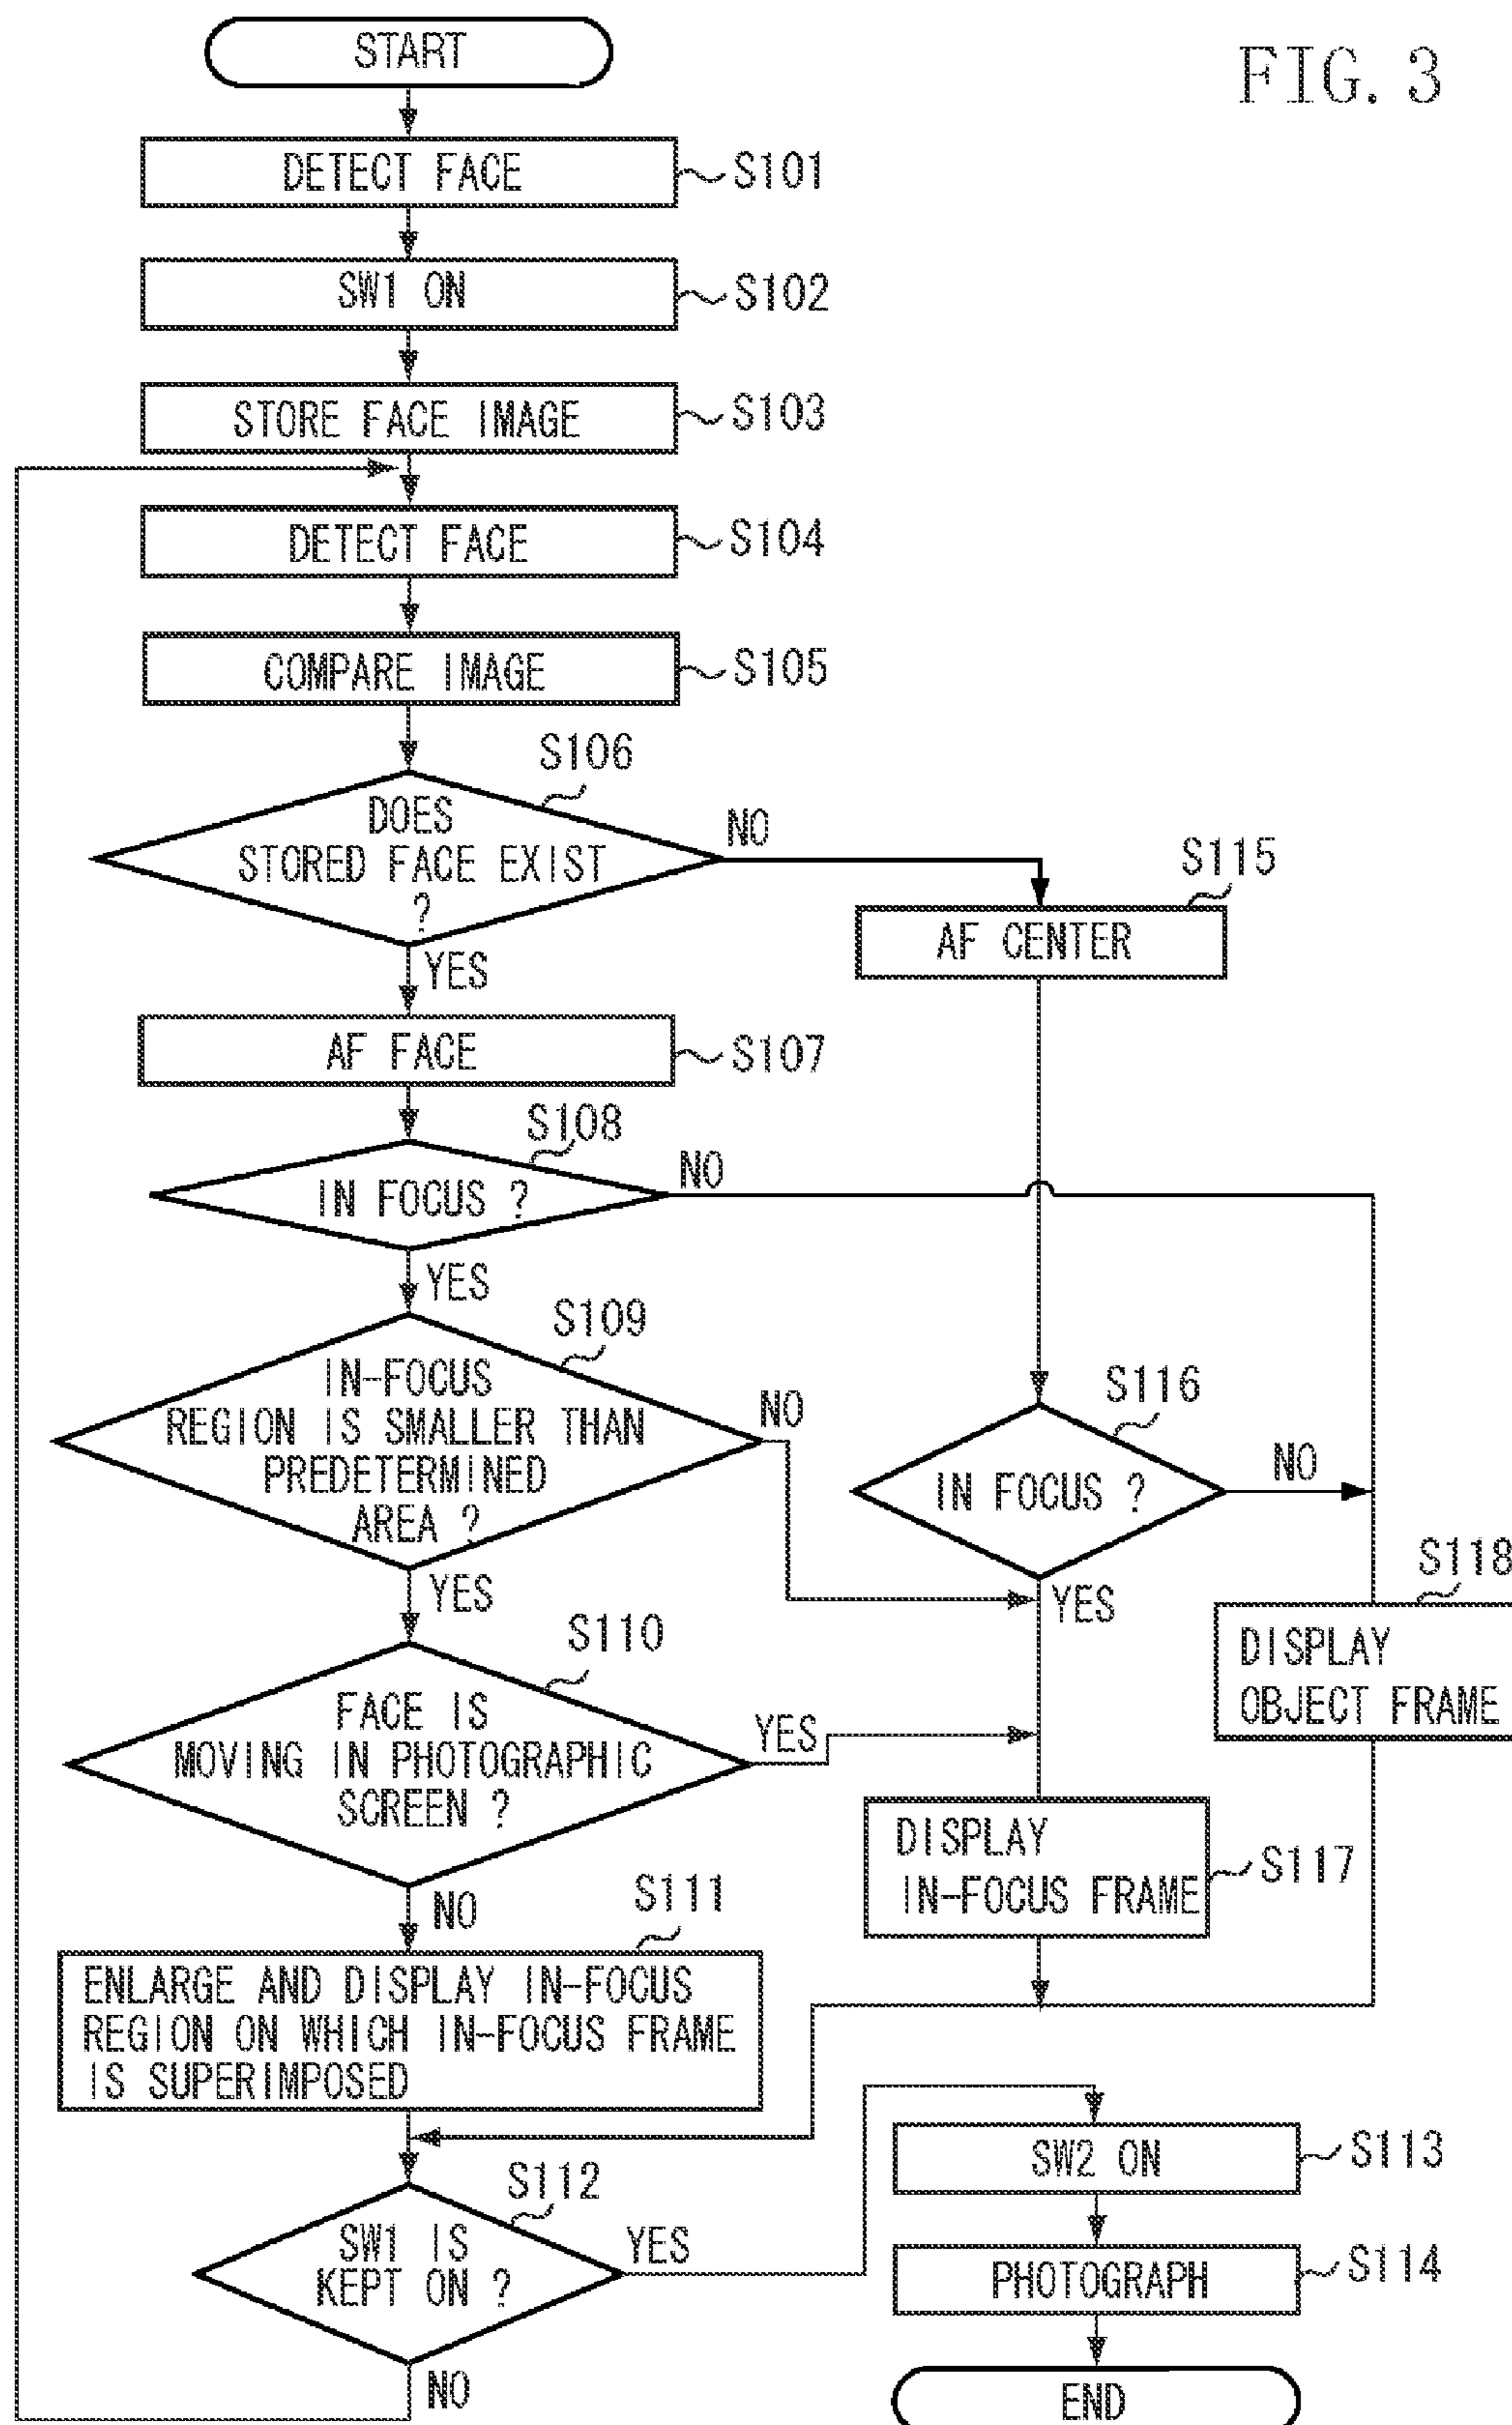 FIG. 3
START
DETECT FACE
S101
SW1 ON
S102
STORE FACE IMAGE
S103
DETECT FACE
S104
COMPARE IMAGE
S105
S106
DOES
STORED FACE EXIST
?
NO
YES
S115
AF CENTER
AF FACE
S107
S108
IN FOCUS ?
NO
YES
S109
IN-FOCUS
REGION IS SMALLER THAN
PREDETERMINED
AREA ?
NO
YES
S116
IN FOCUS ?
NO
YES
S118
DISPLAY
OBJECT FRAME
S110
FACE IS
MOVING IN PHOTOGRAPHIC
SCREEN ?
YES
NO
DISPLAY
IN-FOCUS FRAME
S117
S111
ENLARGE AND DISPLAY IN-FOCUS
REGION ON WHICH IN-FOCUS FRAME
IS SUPERIMPOSED
S112
SW1 IS
KEPT ON ?
YES
NO
SW2 ON
S113
PHOTOGRAPH
S114
END